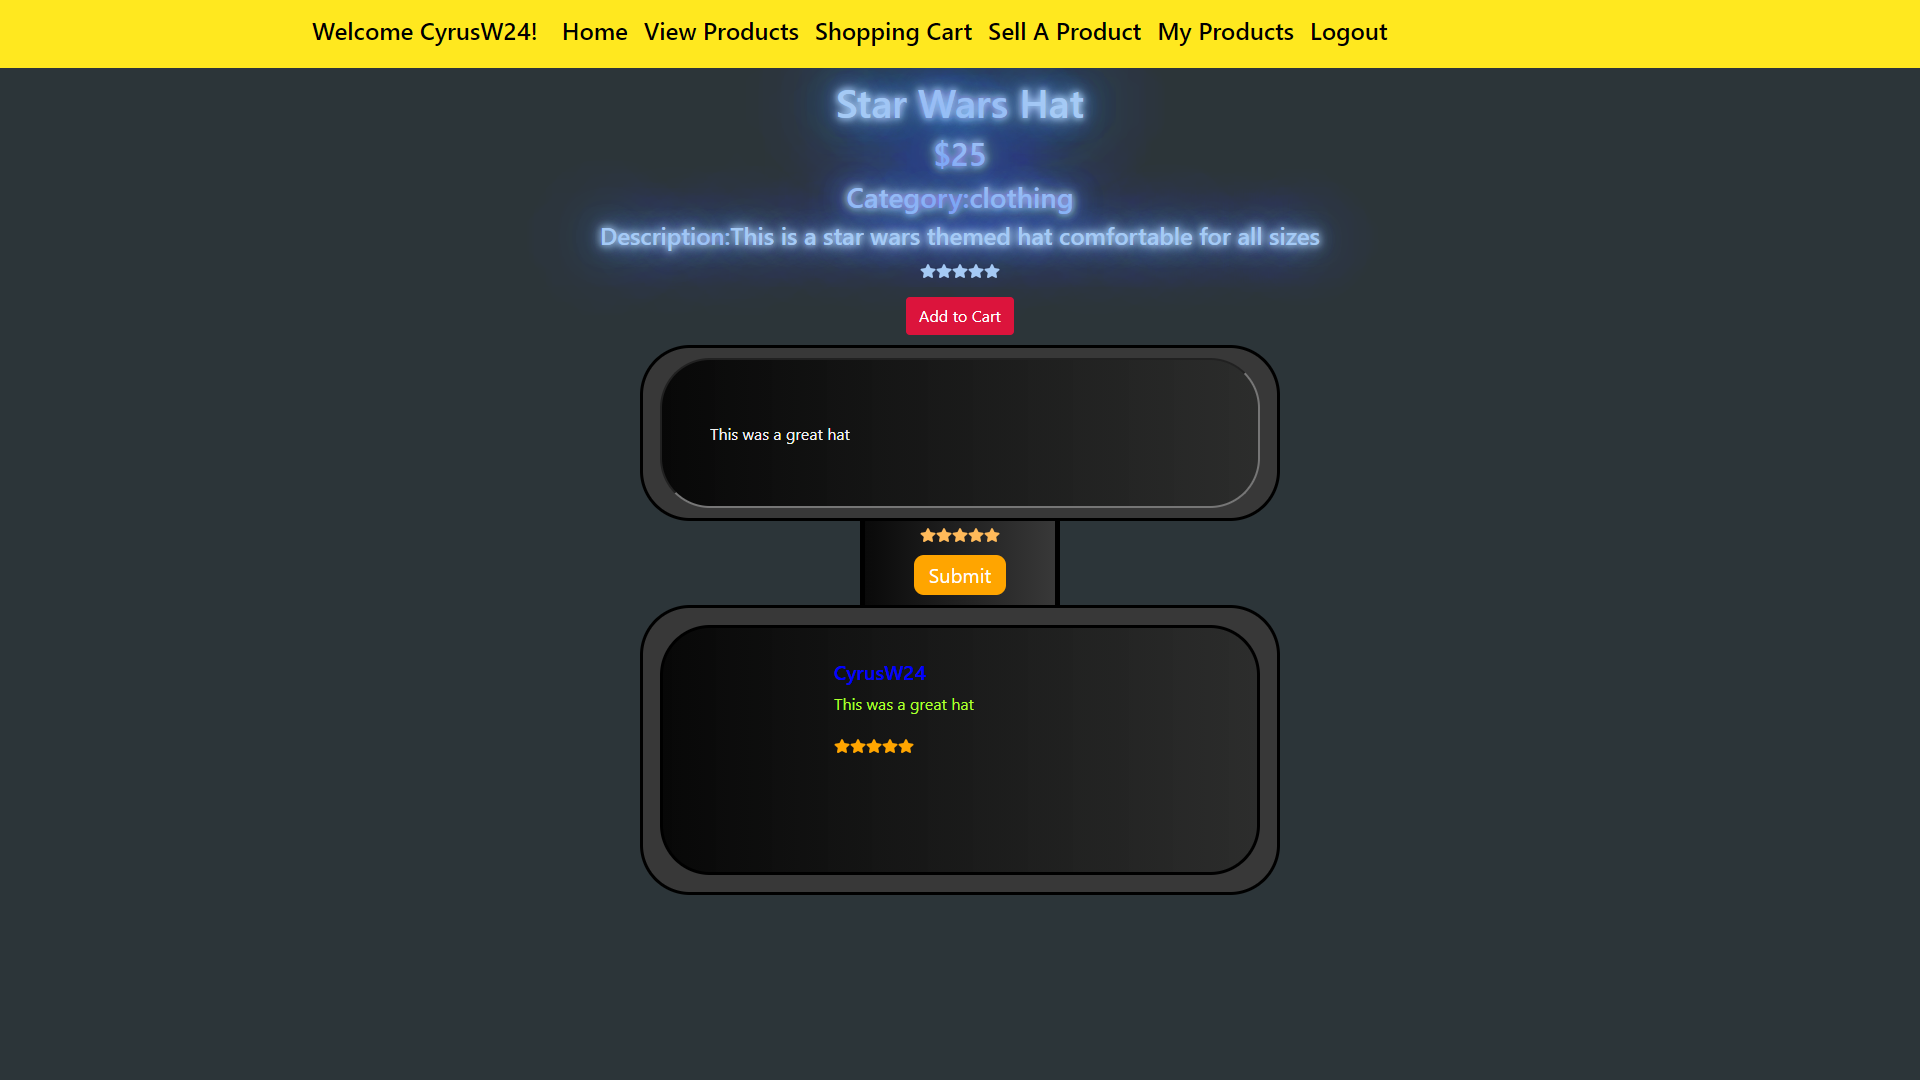 Welcome CyrusW24! Home View Products Shopping Cart Sell A Product My Products Logout
Star Wars Hat
$25
Category:clothing
Description:This is a star wars themed hat comfortable for all sizes
Add to Cart
This was a great hat
Submit
CyrusW24
This was a great hat